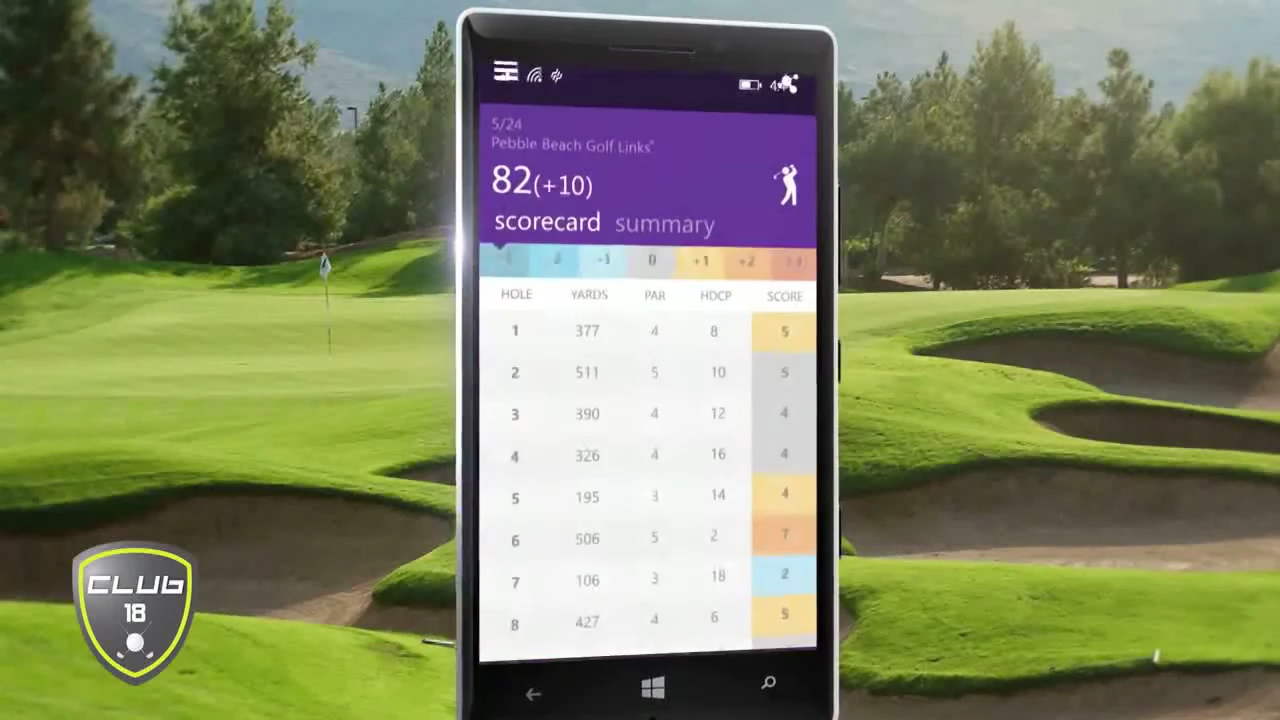 5/24
Pebble Beach Golf Links
82(+10)
scorecard summary
-1 0 +1 +2
HOLE YARDS PAR HDCP SCORE
1 377 4 8 5
2 511 5 10 5
3 390 4 12 4
4 326 4 16 4
5 195 3 14 4
6 506 5 2 7
7 106 3 18 2
8 427 4 6 5
CLUB
18